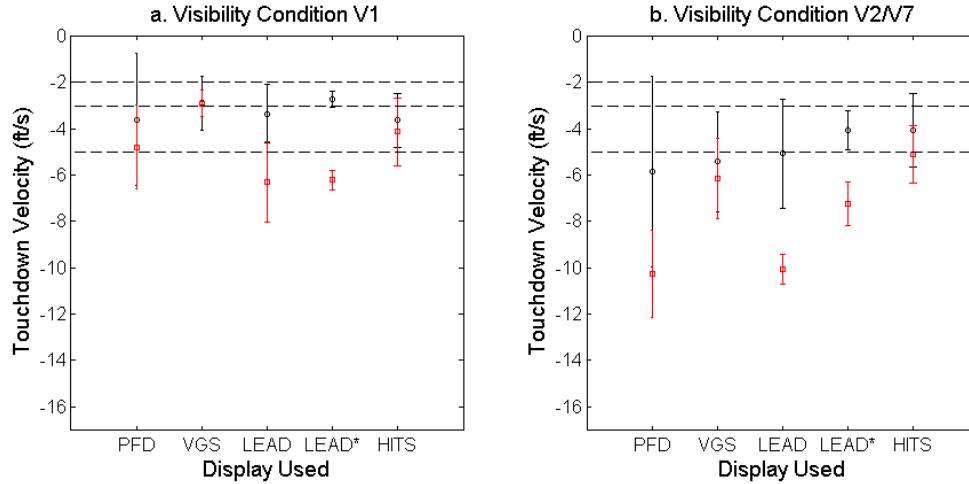 a. Visibility Condition V1
0
-2
-4
-6
-8
-10
-12
-14
-16
Touchdown Velocity (ft/s)
PFD VGS LEAD LEAD* HITS
Display Used
b. Visibility Condition V2/V7
0
-2
-4
-6
-8
-10
-12
-14
-16
Touchdown Velocity (ft/s)
PFD VGS LEAD LEAD* HITS
Display Used